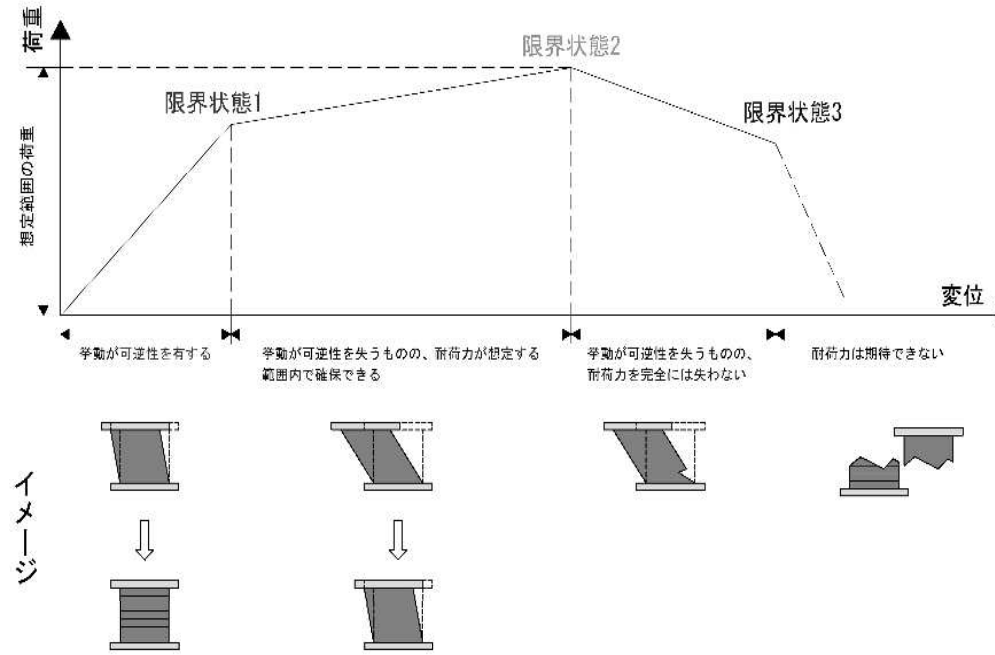 荷重
限界状態2
限界状態1
限界状態3
想定範囲の荷重
変位
挙動が可逆性を有する
挙動が可逆性を失うものの、耐荷力が想定する
範囲内で確保できる
挙動が可逆性を失うものの、
耐荷力を完全には失わない
耐荷力は期待できない
イメージ